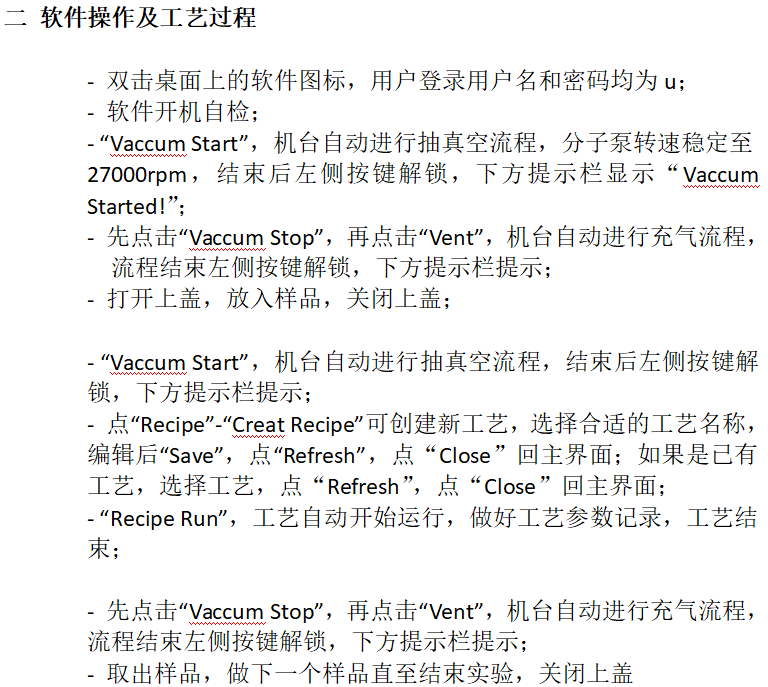 二 软件操作及工艺过程
- 双击桌面上的软件图标，用户登录用户名和密码均为 u；
- 软件开机自检；
- “Vaccum Start”，机台自动进行抽真空流程，分子泵转速稳定至
27000rpm，结束后左侧按键解锁，下方提示栏显示“Vaccum
Started!”；
- 先点击“Vaccum Stop”，再点击“Vent”，机台自动进行充气流程，
流程结束左侧按键解锁，下方提示栏提示；
- 打开上盖，放入样品，关闭上盖；
- “Vaccum Start”，机台自动进行抽真空流程，结束后左侧按键解
锁，下方提示栏提示；
- 点“Recipe”-“Creat Recipe”可创建新工艺，选择合适的工艺名称，
编辑后“Save”，点“Refresh”，点“Close”回主界面；如果是已有
工艺，选择工艺，点“Refresh”，点“Close”回主界面；
- “Recipe Run”，工艺自动开始运行，做好工艺参数记录，工艺结
束；
- 先点击“Vaccum Stop”，再点击“Vent”，机台自动进行充气流程，
流程结束左侧按键解锁，下方提示栏提示；
- 取出样品，做下一个样品直至结束实验，关闭上盖